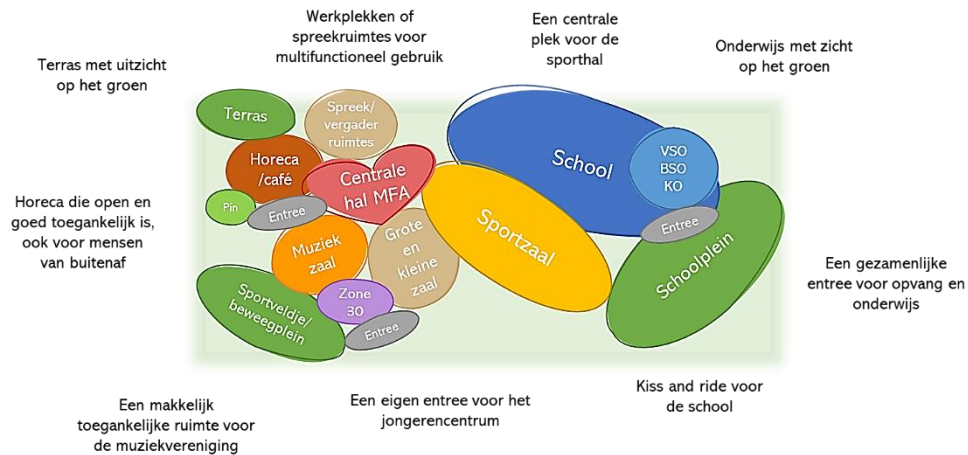 Werkplekken of
spreekruimtes voor
multifunctioneel gebruik
Een centrale
plek voor de
sporthal
Onderwijs met zicht
op het groen
Terras met uitzicht
op het groen
Terras
Spreek/
vergader
ruimtes
Horeca
/café
Centrale
hal MFA
School
VSO
BSO
KO
Horeca die open en
goed toegankelijk is,
ook voor mensen
van buitenaf
Pin
Entree
Muziek
zaal
Grote
en
kleine
zaal
Sportzaal
Entree
Schoolplein
Sportveldje/
beweegplein
Zone
30
Entree
Een gezamenlijke
entree voor opvang en
onderwijs
Een makkelijk
toegankelijke ruimte voor
de muziekvereniging
Een eigen entree voor het
jongerencentrum
Kiss and ride voor
de school